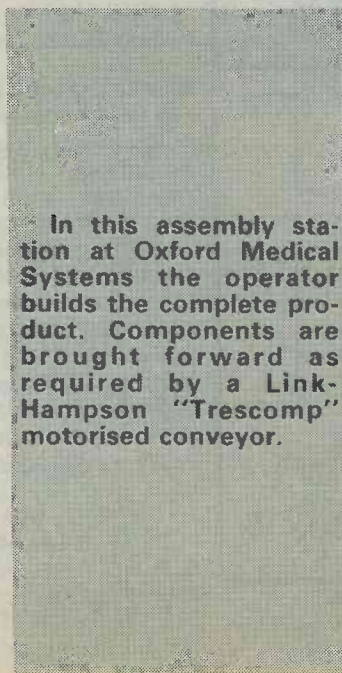 In this assembly sta-
tion at Oxford Medical
Systems the operator
builds the complete pro-
duct. Components are
brought forward as
required by a Link-
Hampson "Trescomp"
motorised conveyor.